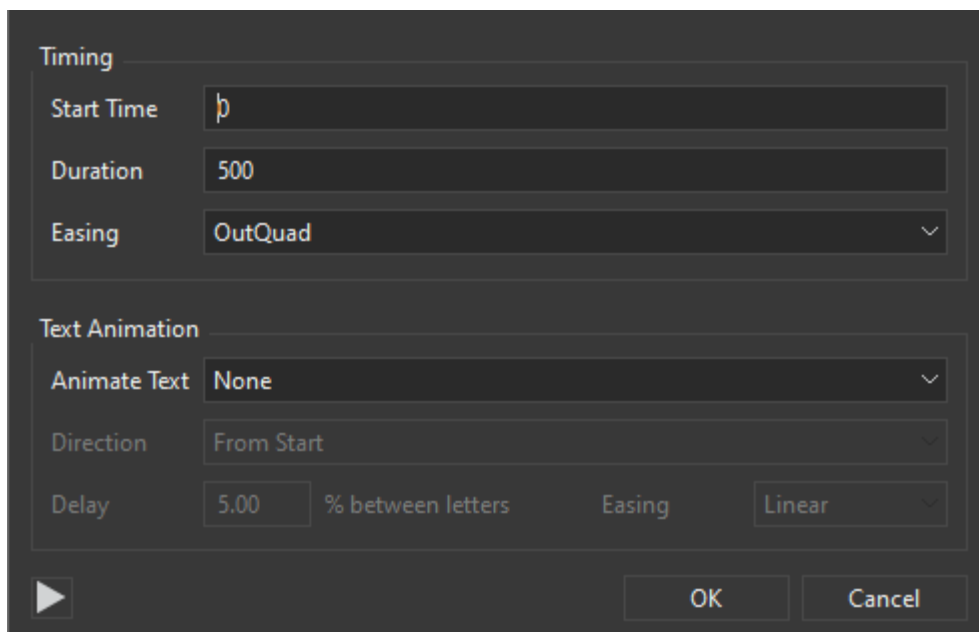 Timing
Start Time 0
Duration 500
Easing OutQuad
Text Animation
Animate Text None
Direction From Start
Delay 5.00 % between letters Easing Linear
OK Cancel